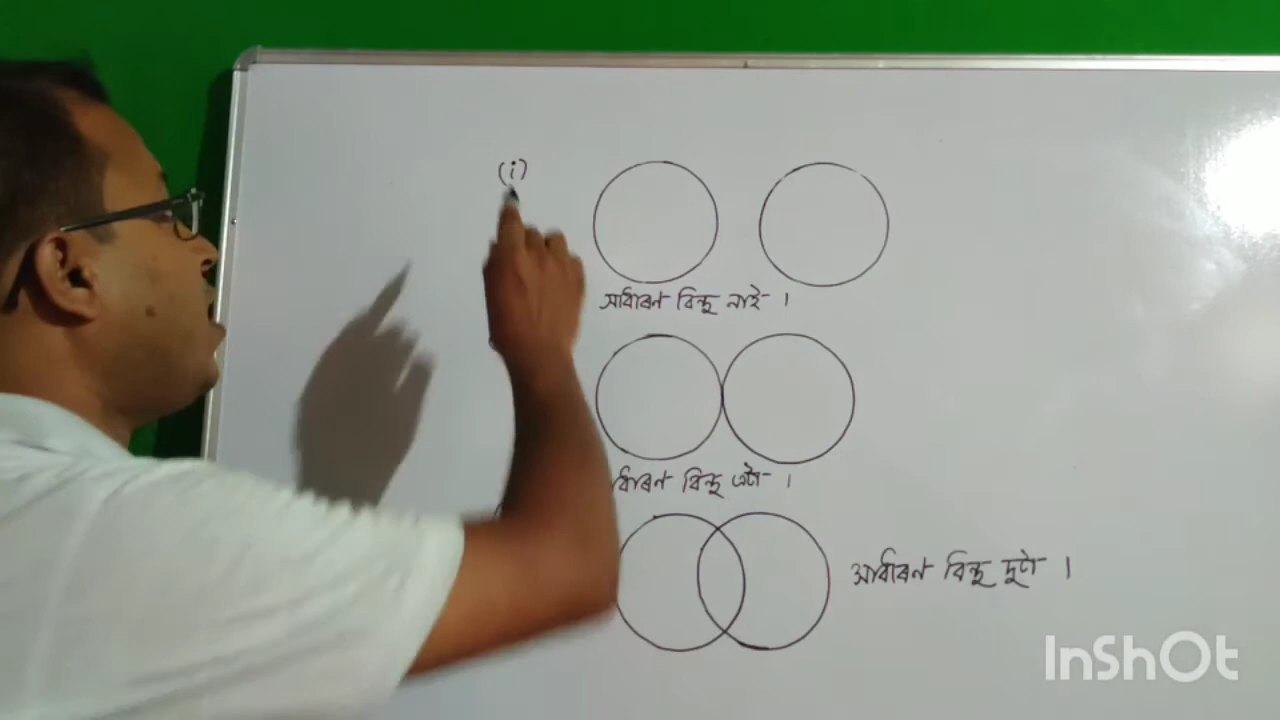 (i)
সাধাৰণ বিন্দু নাই ।
ধাৰণ বিন্দু এটা ।
সাধাৰণ বিন্দু দুটা ।
InShOt